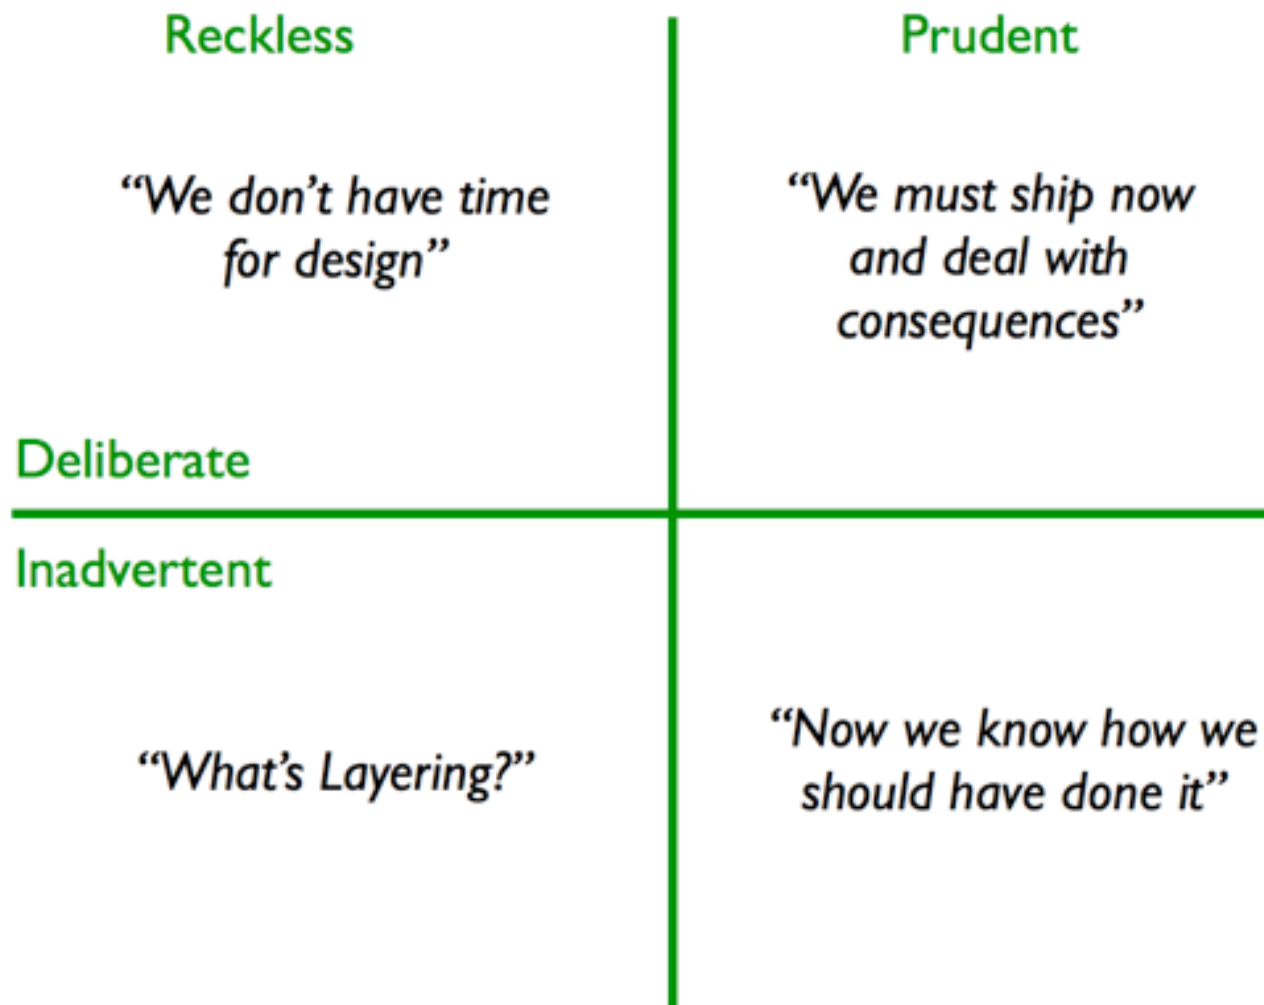 Reckless
Prudent
“We don’t have time
for design”
“We must ship now
and deal with
consequences”
Deliberate
Inadvertent
“What’s Layering?”
“Now we know how we
should have done it”